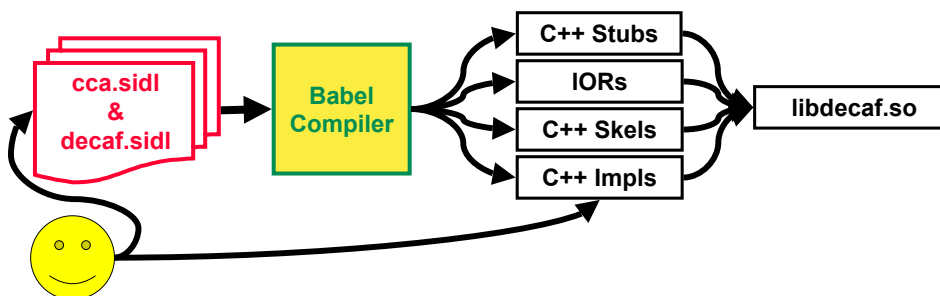 cca.sidl
&
decaf.sidl
Babel
Compiler
C++ Stubs
IORs
C++ Skels
C++ Impls
libdecaf.so